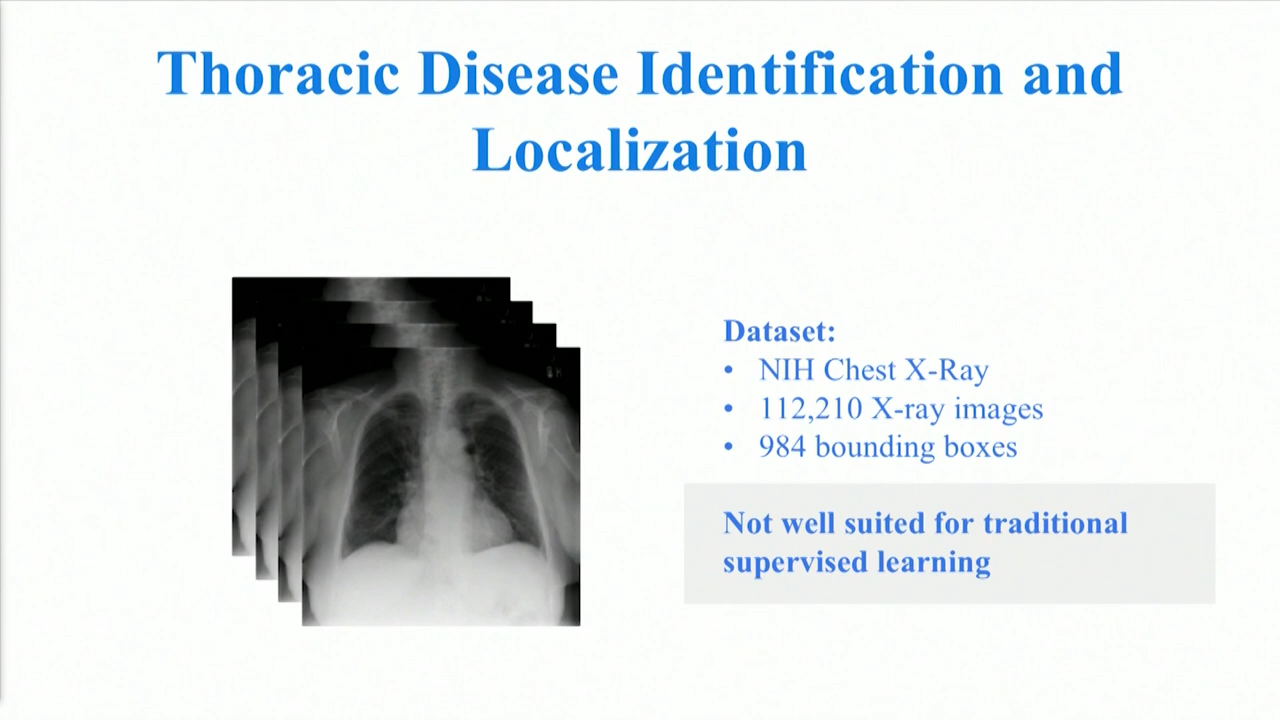 Thoracic Disease Identification and
Localization
Dataset:
• NIH Chest X-Ray
• 112,210 X-ray images
• 984 bounding boxes
Not well suited for traditional
supervised learning